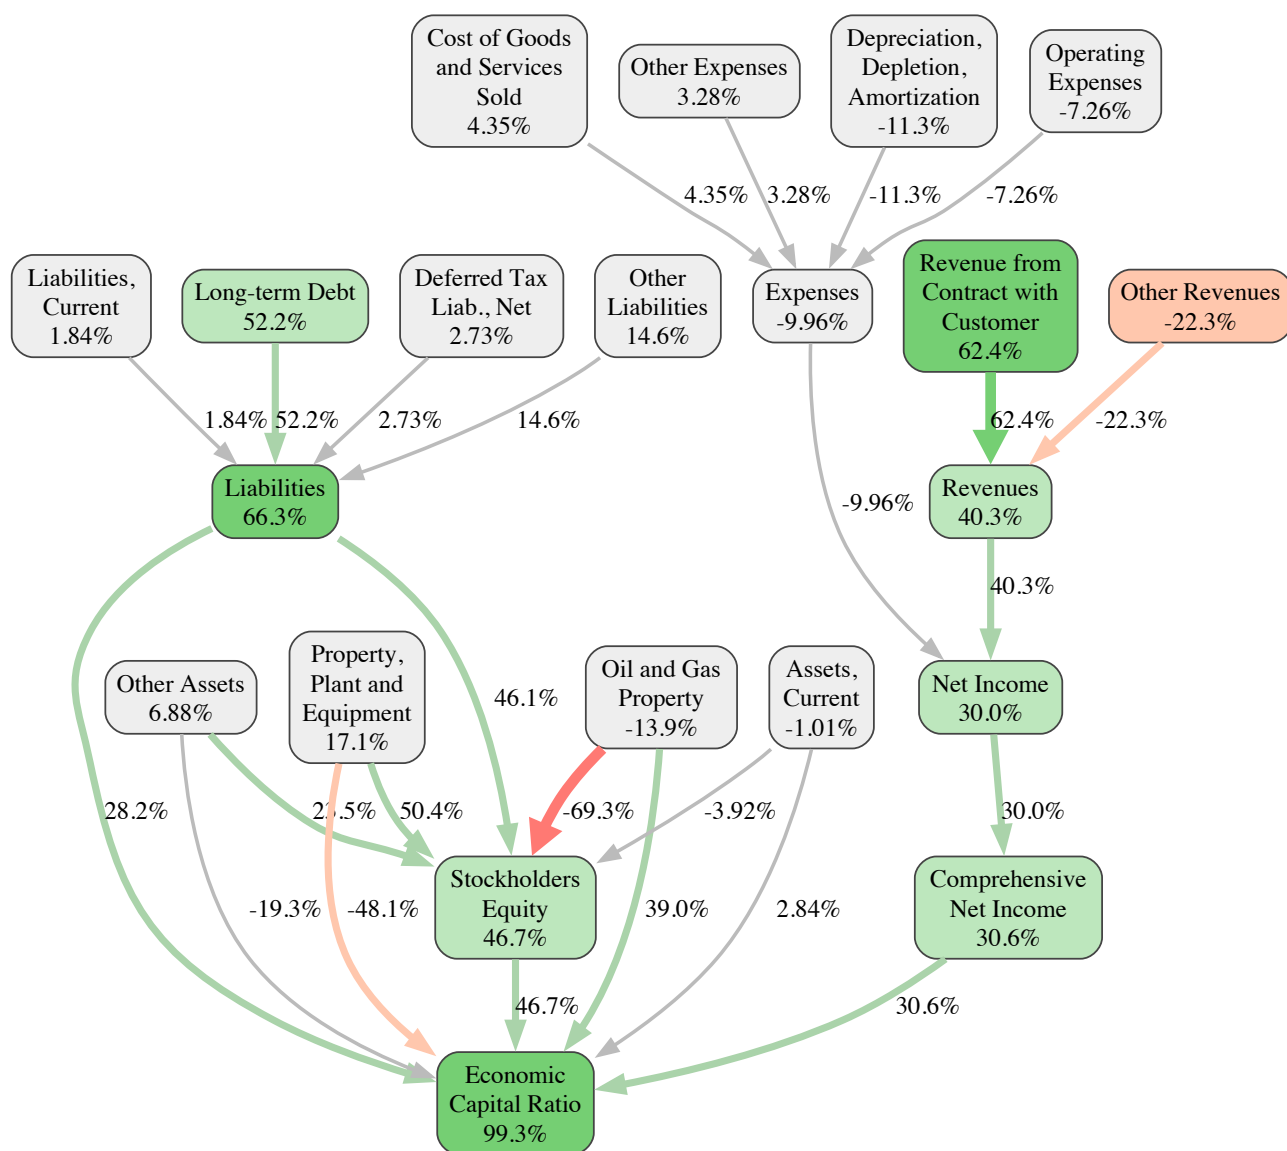 Cost of Goods
and Services
Sold
4.35%
Other Expenses
3.28%
Depreciation,
Depletion,
Amortization
-11.3%
Operating
Expenses
-7.26%
4.35%
3.28%
-11.3%
-7.26%
Liabilities,
Current
1.84%
Long-term Debt
52.2%
Deferred Tax
Liab., Net
2.73%
Other
Liabilities
14.6%
Expenses
-9.96%
Revenue from
Contract with
Customer
62.4%
Other Revenues
-22.3%
1.84%
52.2%
2.73%
14.6%
62.4%
-22.3%
Liabilities
66.3%
-9.96%
Revenues
40.3%
40.3%
Other Assets
6.88%
Property,
Plant and
Equipment
17.1%
46.1%
Oil and Gas
Property
-13.9%
Assets,
Current
-1.01%
Net Income
30.0%
28.2%
23.5%
50.4%
-69.3%
-3.92%
30.0%
-19.3%
-48.1%
Stockholders
Equity
46.7%
39.0%
2.84%
Comprehensive
Net Income
30.6%
46.7%
30.6%
Economic
Capital Ratio
99.3%